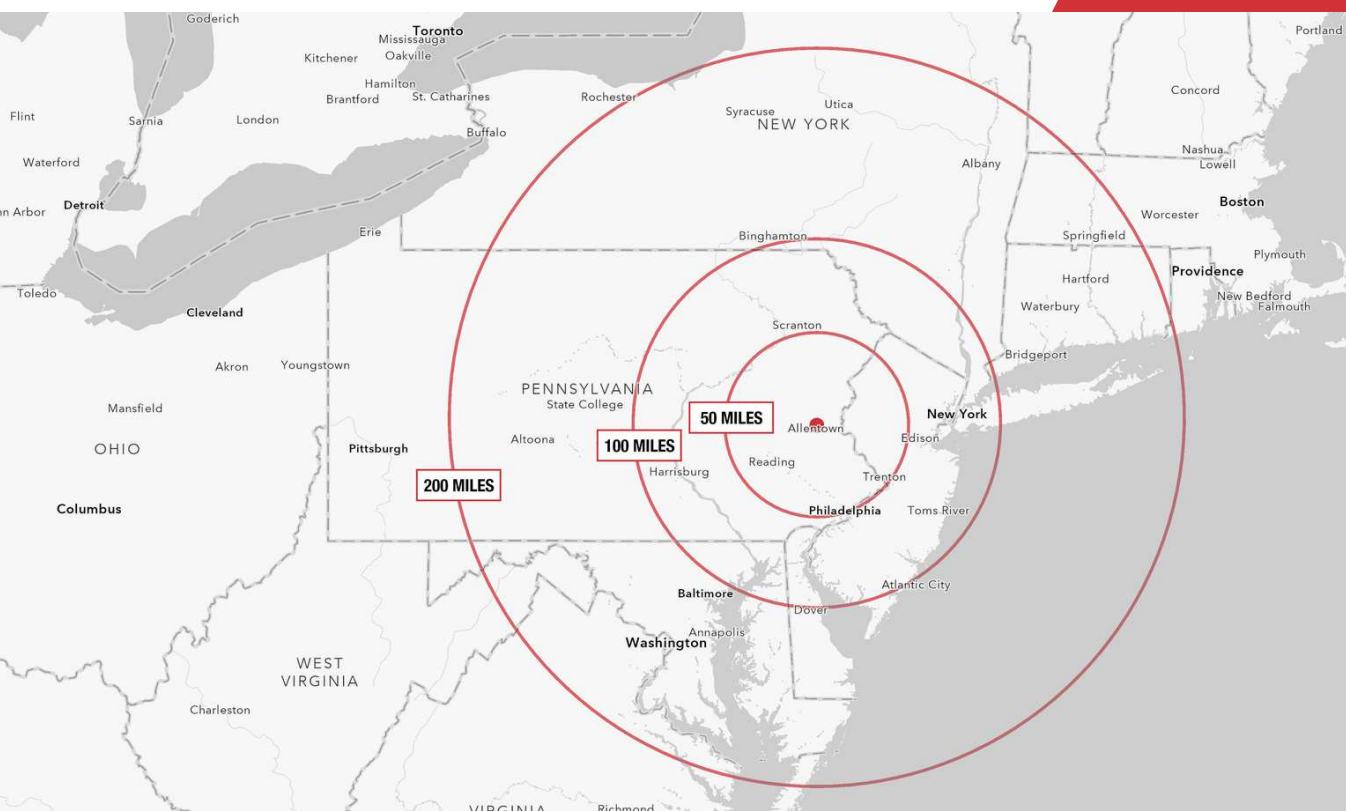 Goderich
Toronto
Mississauga
Portland
Kitchener
Oakville
Hamilton
Brantford
St. Catharines
Rochester
Concord
Flint
Sarnia
London
Syracuse
Utica
NEW YORK
Buffalo
Waterford
Albany
Nashua
Lowell
nn Arbor
Detroit
Boston
Worcester
Erie
Binghamton
Springfield
Plymouth
Toledo
Hartford
Providence
New Bedford
Falmouth
Cleveland
Waterbury
Scranton
Akron
Youngstown
Bridgeport
PENNSYLVANIA
State College
Mansfield
50 MILES
New York
Allentown
OHIO
Altoona
Edison
Pittsburgh
100 MILES
Reading
Harrisburg
Trenton
200 MILES
Columbus
Philadelphia
Toms River
Atlantic City
Baltimore
Dover
Annapolis
Washington
WEST
VIRGINIA
Charleston
VIRGINIA
Richmond